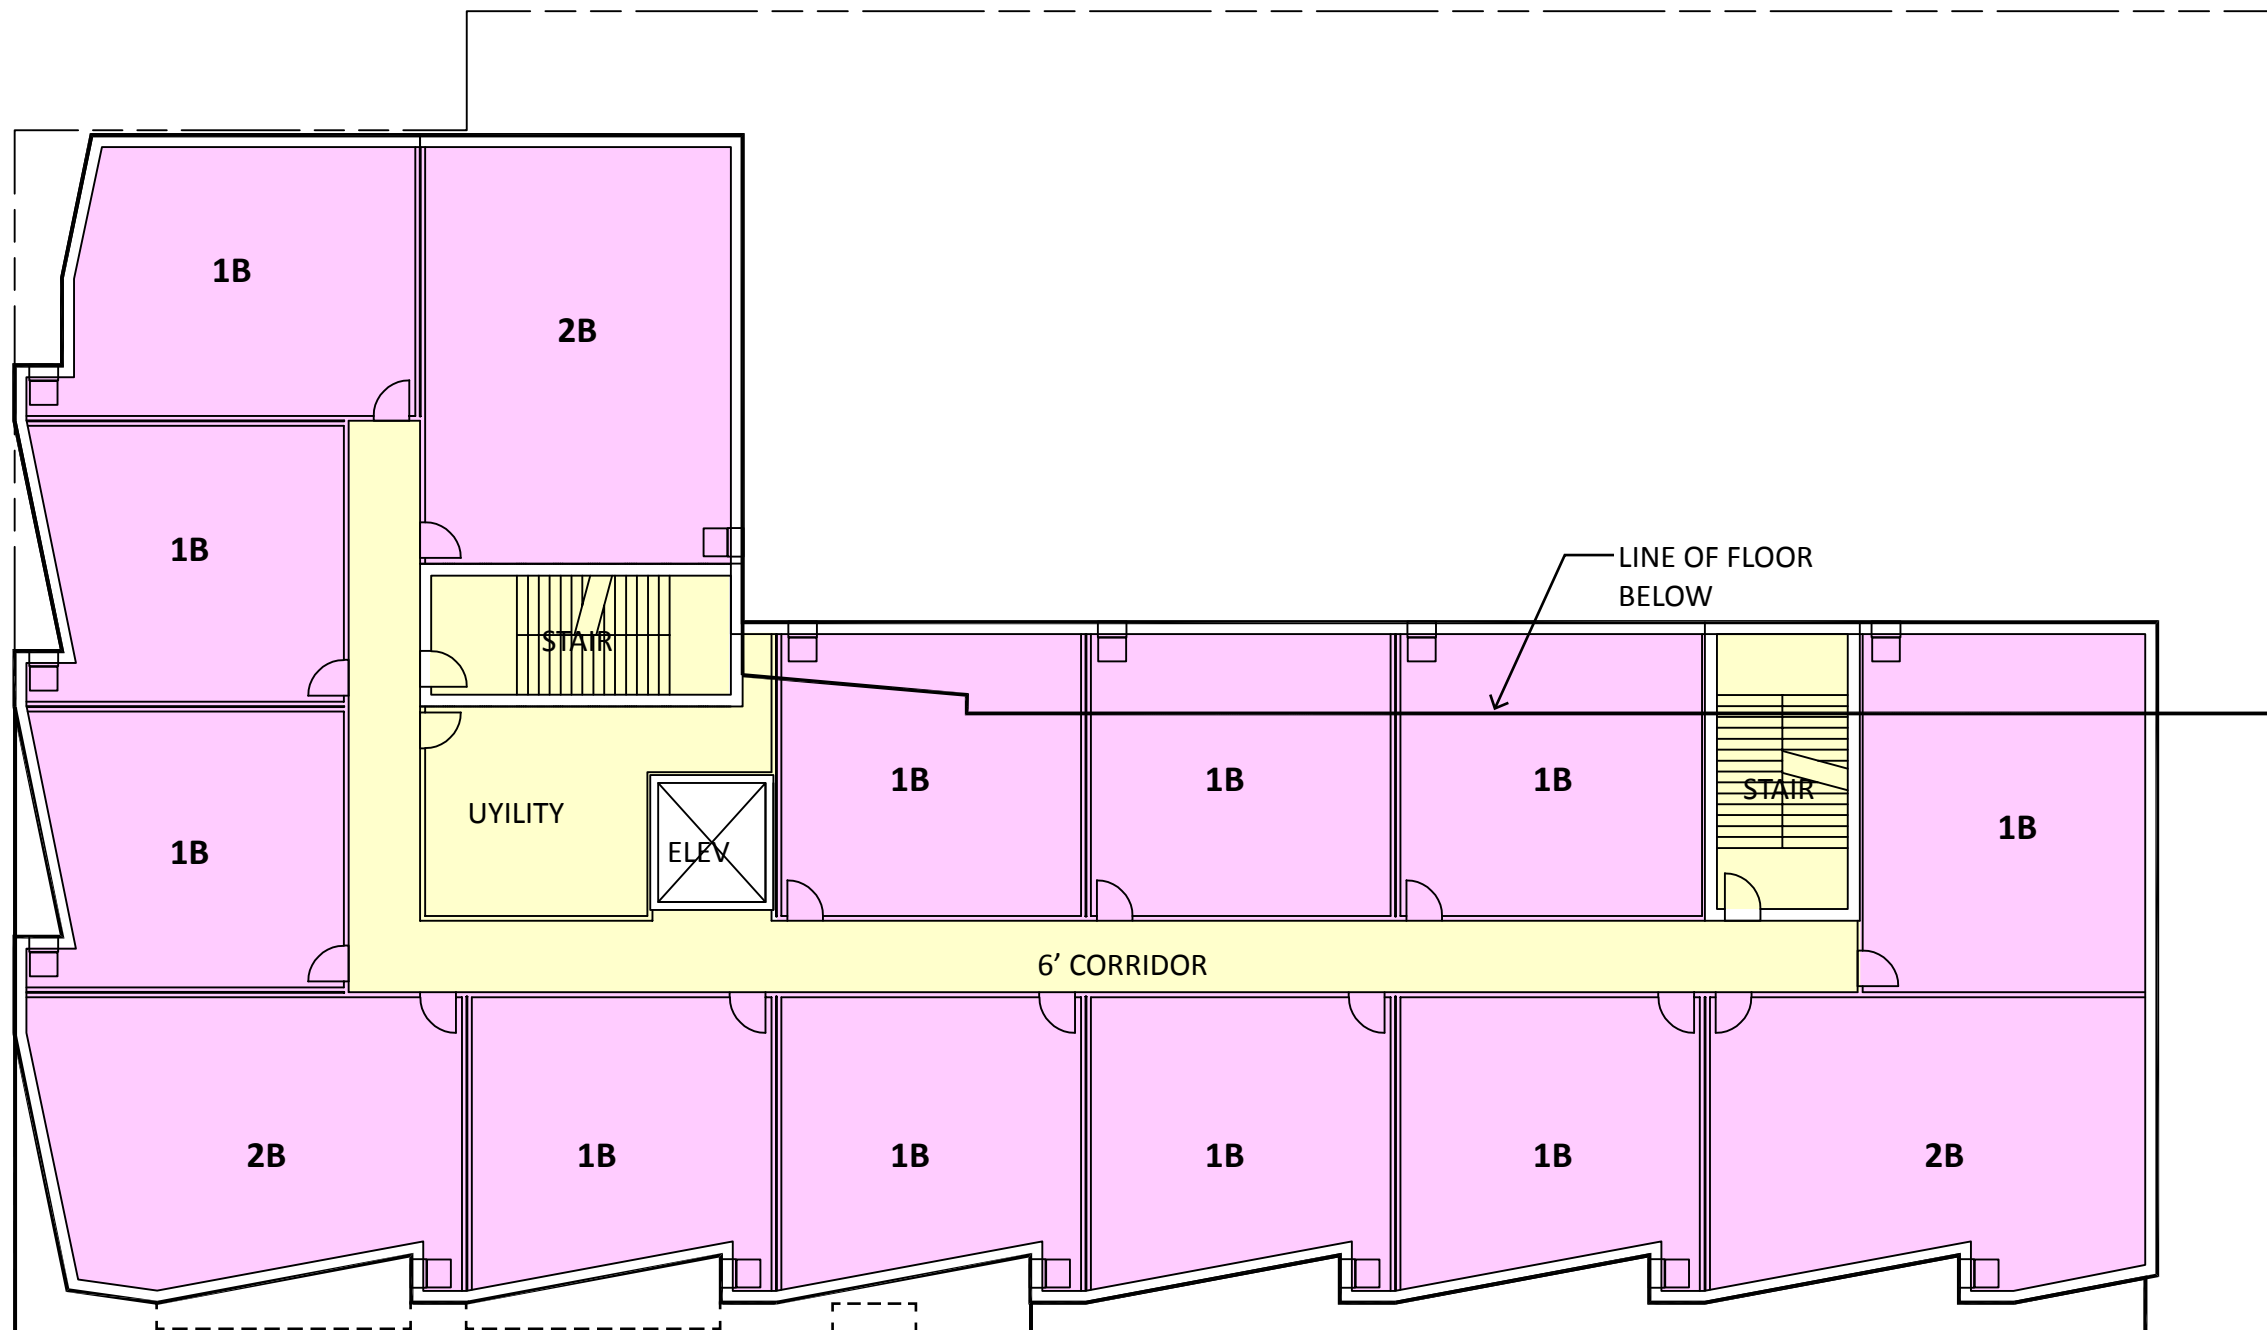 1B
2B
1B
LINE OF FLOOR
BELOW
STAIR
1B
1B
1B
STAIR
1B
UYILITY
1B
ELEV
6’ CORRIDOR
2B
1B
1B
1B
1B
2B